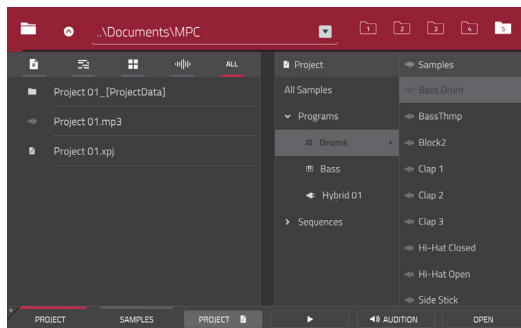 ..\Documents\MPC
1 2 3 4 5
ALL
Project 01_[ProjectData]
Project 01.mp3
Project 01.xpj
Project
All Samples
Programs
Drums
Bass
Hybrid 01
Sequences
Samples
Bass Drum
BassThmp
Block2
Clap 1
Clap 2
Clap 3
Hi-Hat Closed
Hi-Hat Open
Side Stick
PROJECT SAMPLES PROJECT AUDITION OPEN